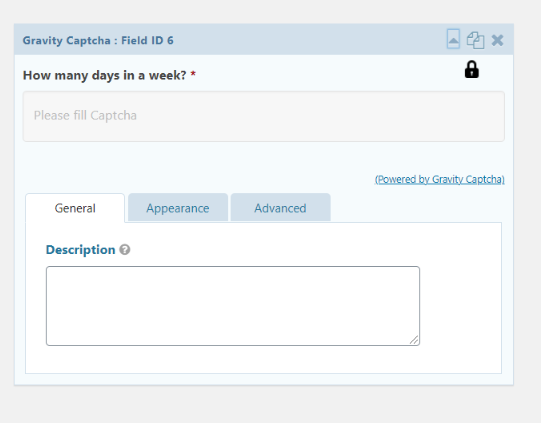 Gravity Captcha : Field ID 6
How many days in a week? *
Please fill Captcha
(Powered by Gravity Captcha)
General Appearance Advanced
Description ?